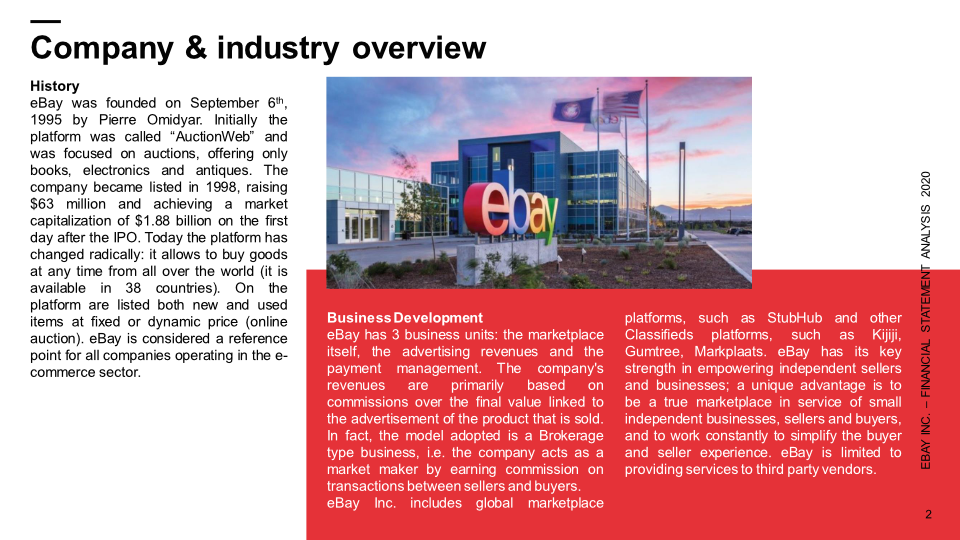 Company & industry overview
History
eBay was founded on September 6th,
1995 by Pierre Omidyar. Initially the
platform was called “AuctionWeb” and
was focused on auctions, offering only
books, electronics and antiques. The
company became listed in 1998, raising
$63 million and achieving a market
capitalization of $1.88 billion on the first
day after the IPO. Today the platform has
changed radically: it allows to buy goods
at any time from all over the world (it is
available in 38 countries). On the
platform are listed both new and used
items at fixed or dynamic price (online
auction). eBay is considered a reference
point for all companies operating in the e-
commerce sector.
ebay
Business Development
eBay has 3 business units: the marketplace
itself, the advertising revenues and the
payment management. The company's
revenues are primarily based on
commissions over the final value linked to
the advertisement of the product that is sold.
In fact, the model adopted is a Brokerage
type business, i.e. the company acts as a
market maker by earning commission on
transactions between sellers and buyers.
eBay Inc. includes global marketplace
platforms, such as StubHub and other
Classifieds platforms, such as Kijiji,
Gumtree, Markplaats. eBay has its key
strength in empowering independent sellers
and businesses; a unique advantage is to
be a true marketplace in service of small
independent businesses, sellers and buyers,
and to work constantly to simplify the buyer
and seller experience. eBay is limited to
providing services to third party vendors.
EBAY INC. – FINANCIAL STATEMENT ANALYSIS 2020
2